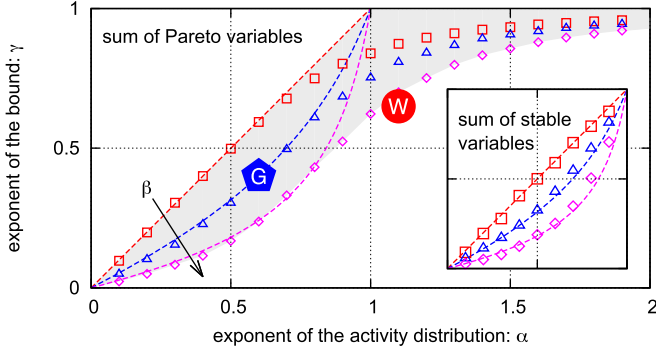 1
sum of Pareto variables
W
sum of stable
variables
exponent of the bound: γ
0.5
G
β
0
0
0.5
1
1.5
2
exponent of the activity distribution: α